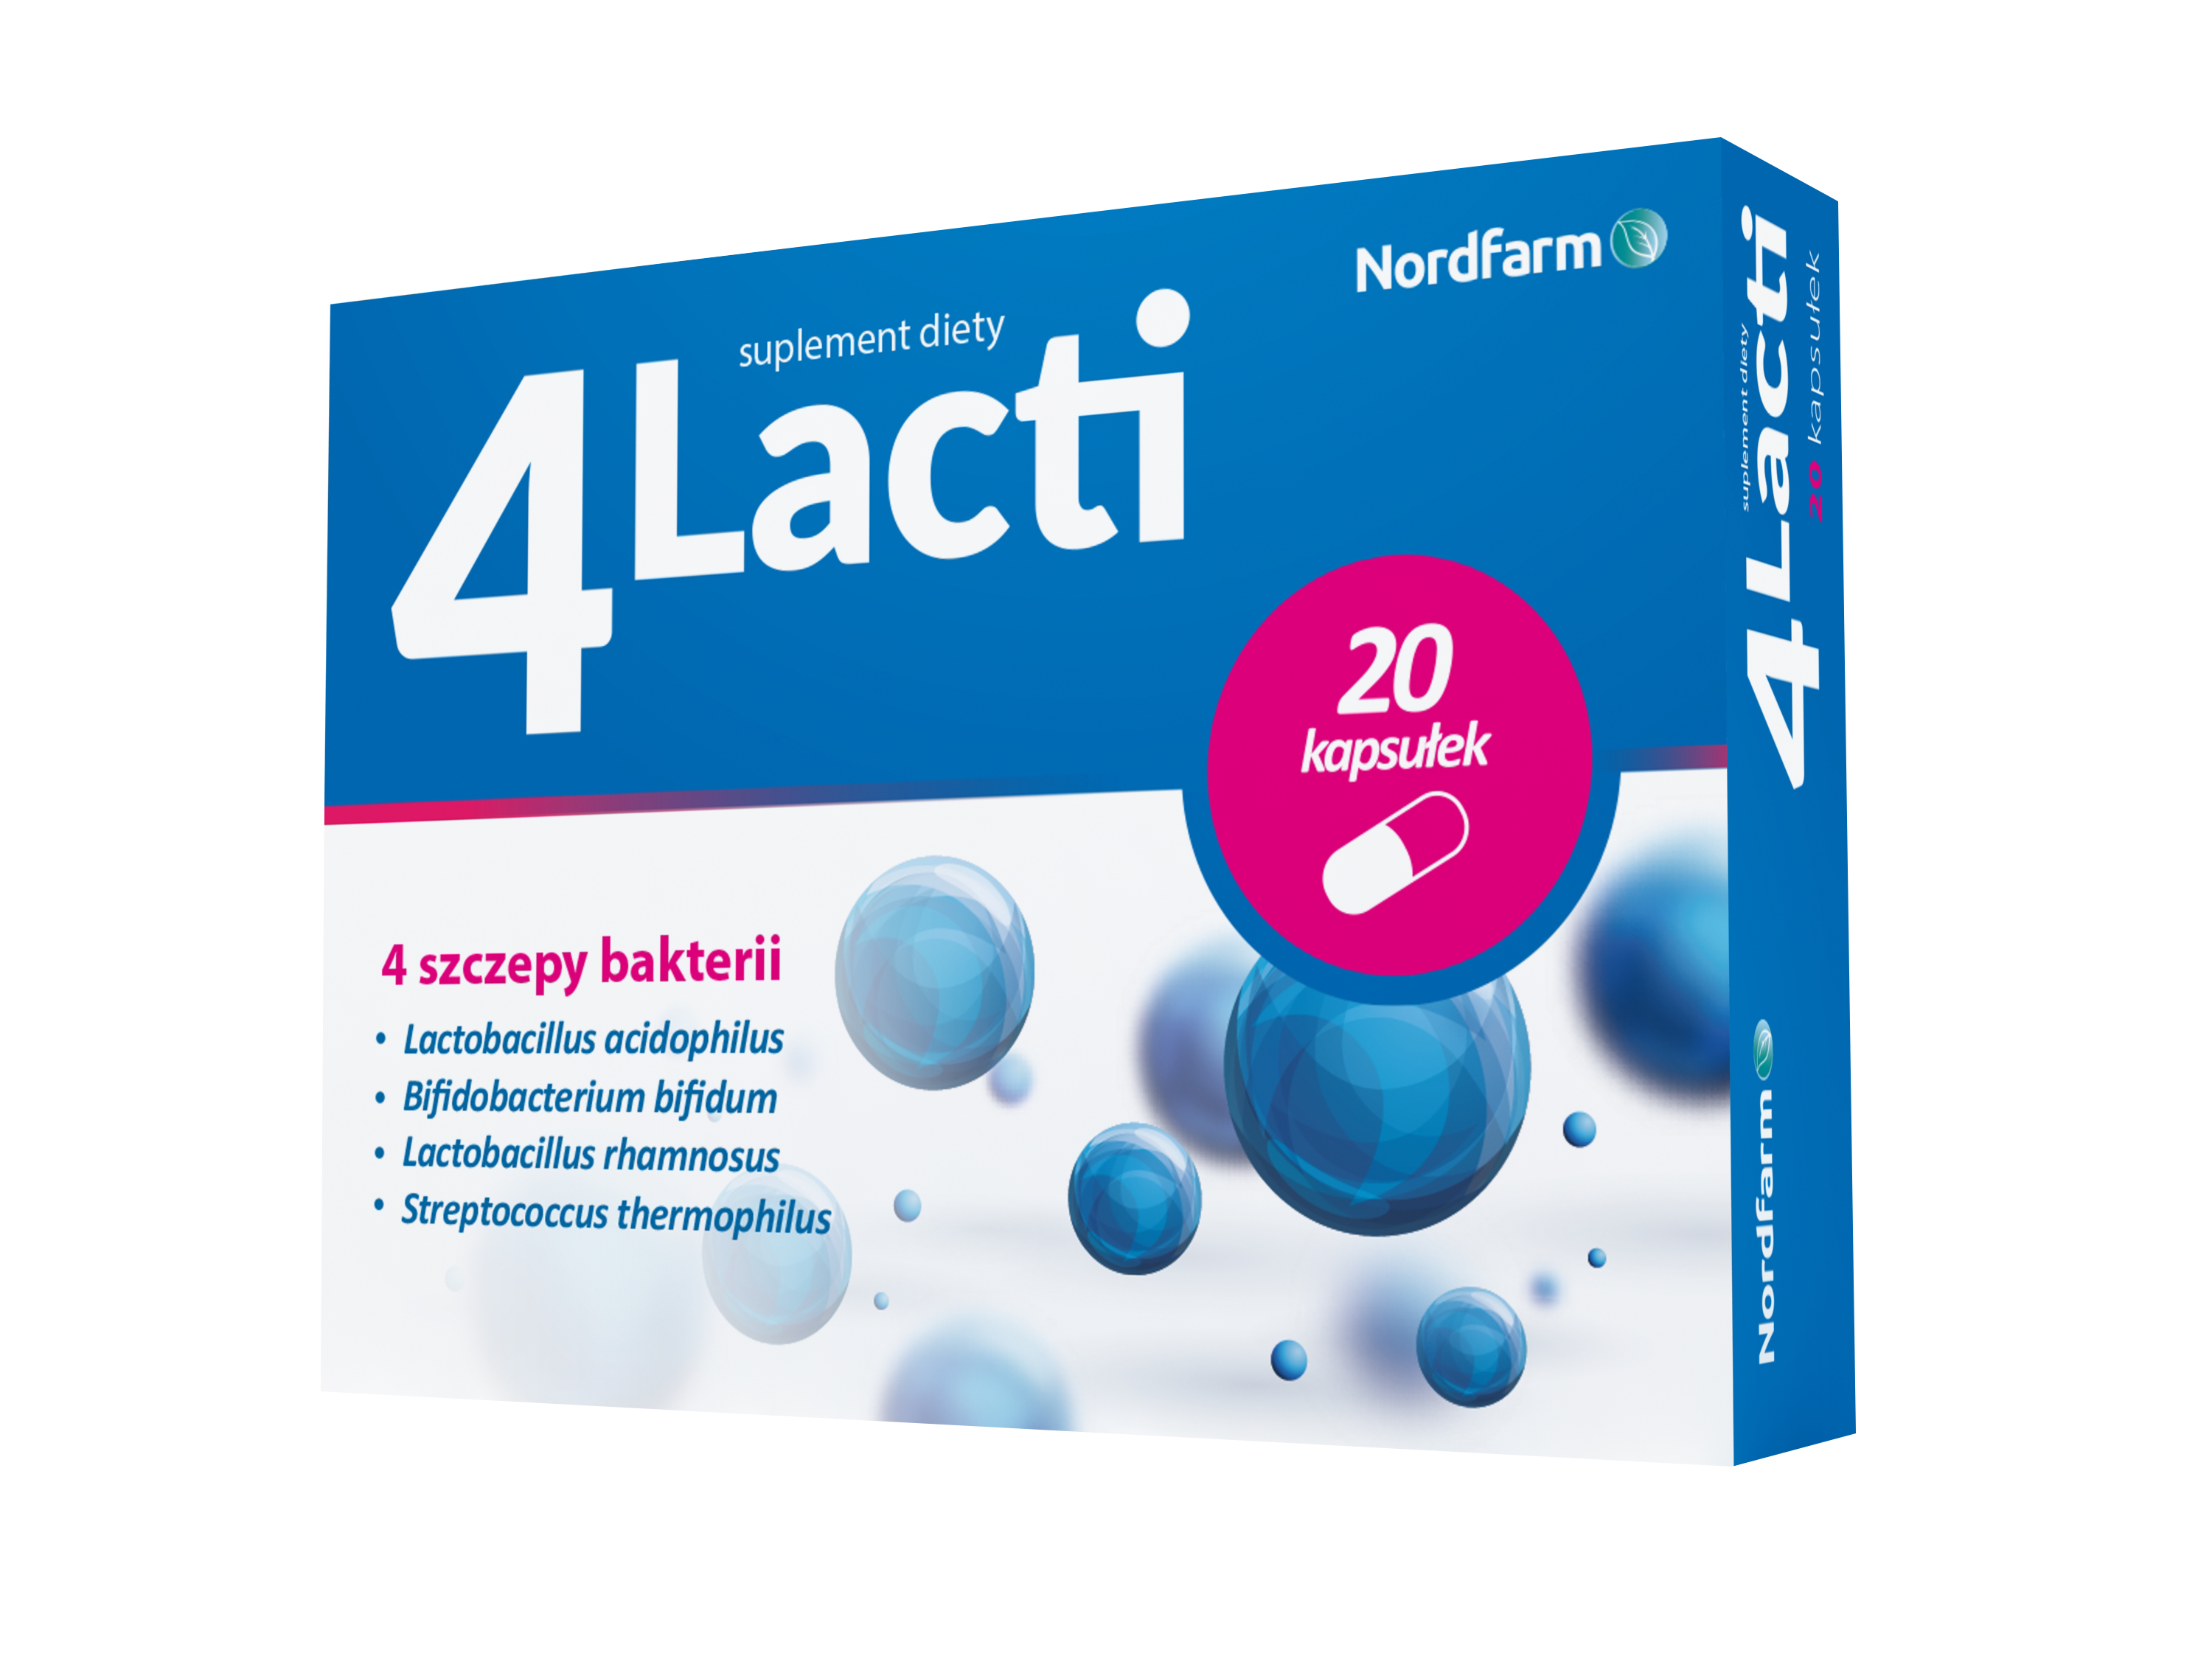 Nordfarm
suplement diety
4Lacti
20
kapsułek
4 szczepy bakterii
• Lactobacillus acidophilus
• Bifidobacterium bifidum
• Lactobacillus rhamnosus
• Streptococcus thermophilus
suplement diety
4Lacti
20 kapsułek
Nordfarm